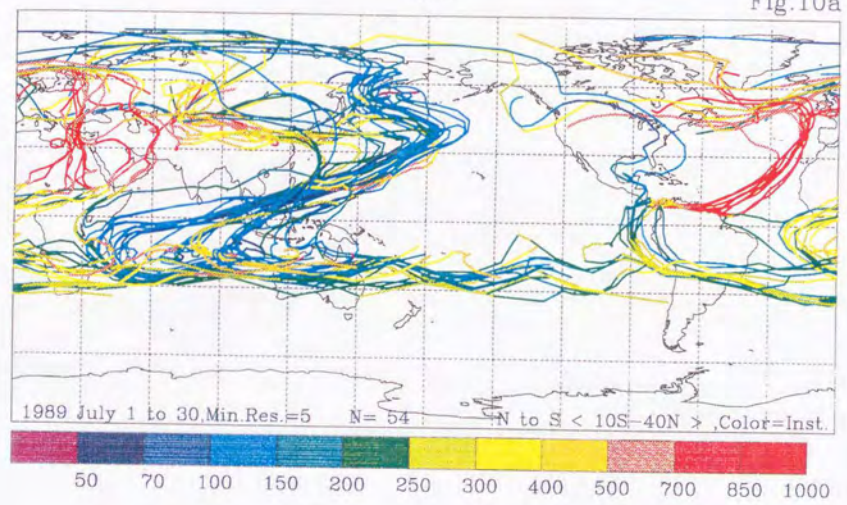 Fig.10a
1989 July 1 to 30,Min.Res.=5 N= 54 N to S < 10S-40N > ,Color=Inst.
50 70 100 150 200 250 300 400 500 700 850 1000